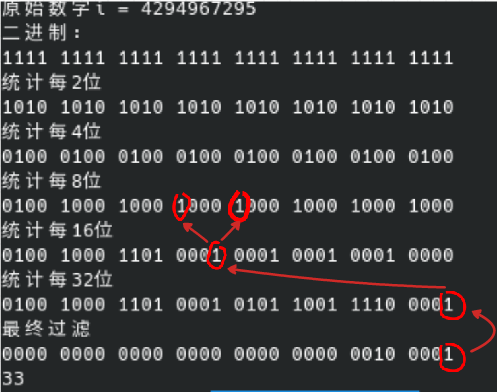 原始数字i = 4294967295
二进制:
1111 1111 1111 1111 1111 1111 1111 1111
统计每2位
1010 1010 1010 1010 1010 1010 1010 1010
统计每4位
0100 0100 0100 0100 0100 0100 0100 0100
统计每8位
0100 1000 1000 1000 1000 1000 1000 1000
统计每16位
0100 1000 1101 0001 0001 0001 0001 0000
统计每32位
0100 1000 1101 0001 0101 1001 1110 0001
最终过滤
0000 0000 0000 0000 0000 0000 0010 0001
33